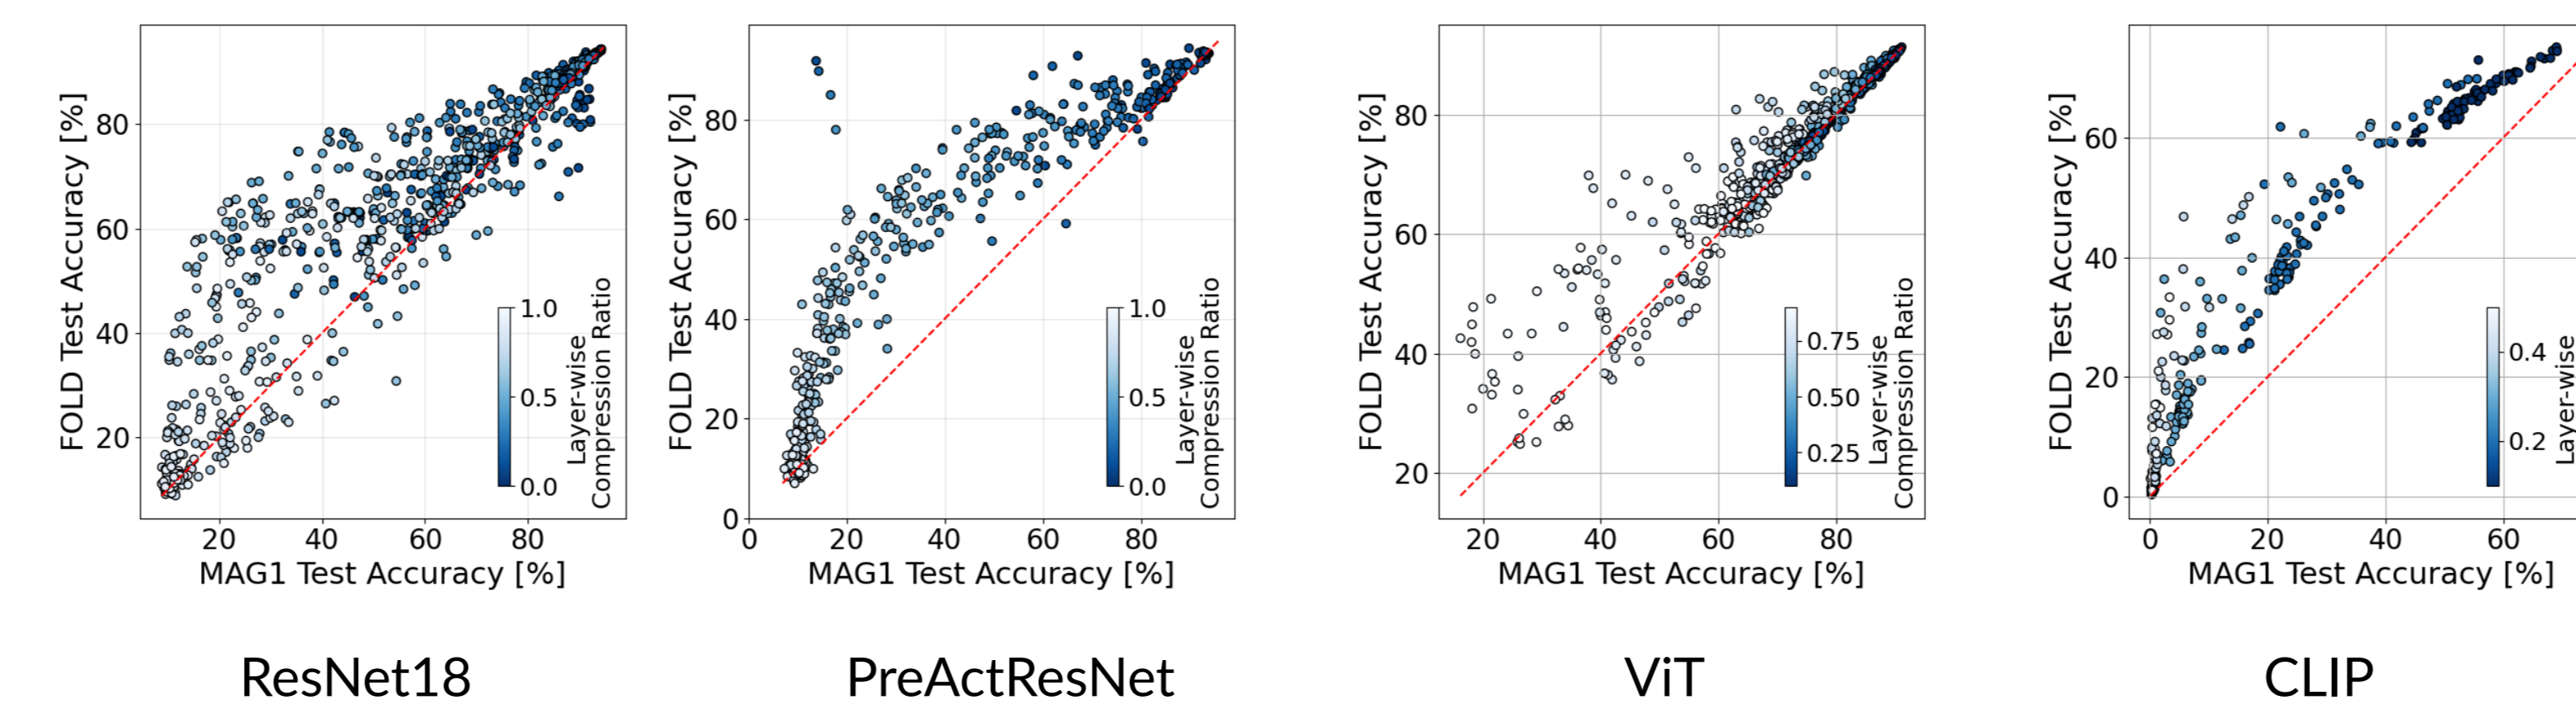 FOLD Test Accuracy [%]
80
60
40
20
20 40 60 80
MAG1 Test Accuracy [%]
1.0
0.5
0.0
Layer-wise
Compression Ratio
ResNet18
FOLD Test Accuracy [%]
80
60
40
20
0
0 20 40 60 80
MAG1 Test Accuracy [%]
1.0
0.5
0.0
Layer-wise
Compression Ratio
PreActResNet
FOLD Test Accuracy [%]
80
60
40
20
20 40 60 80
MAG1 Test Accuracy [%]
0.75
0.50
0.25
Layer-wise
Compression Ratio
ViT
FOLD Test Accuracy [%]
60
40
20
0
0 20 40 60
MAG1 Test Accuracy [%]
0.4
0.2
Layer-wise
CLIP